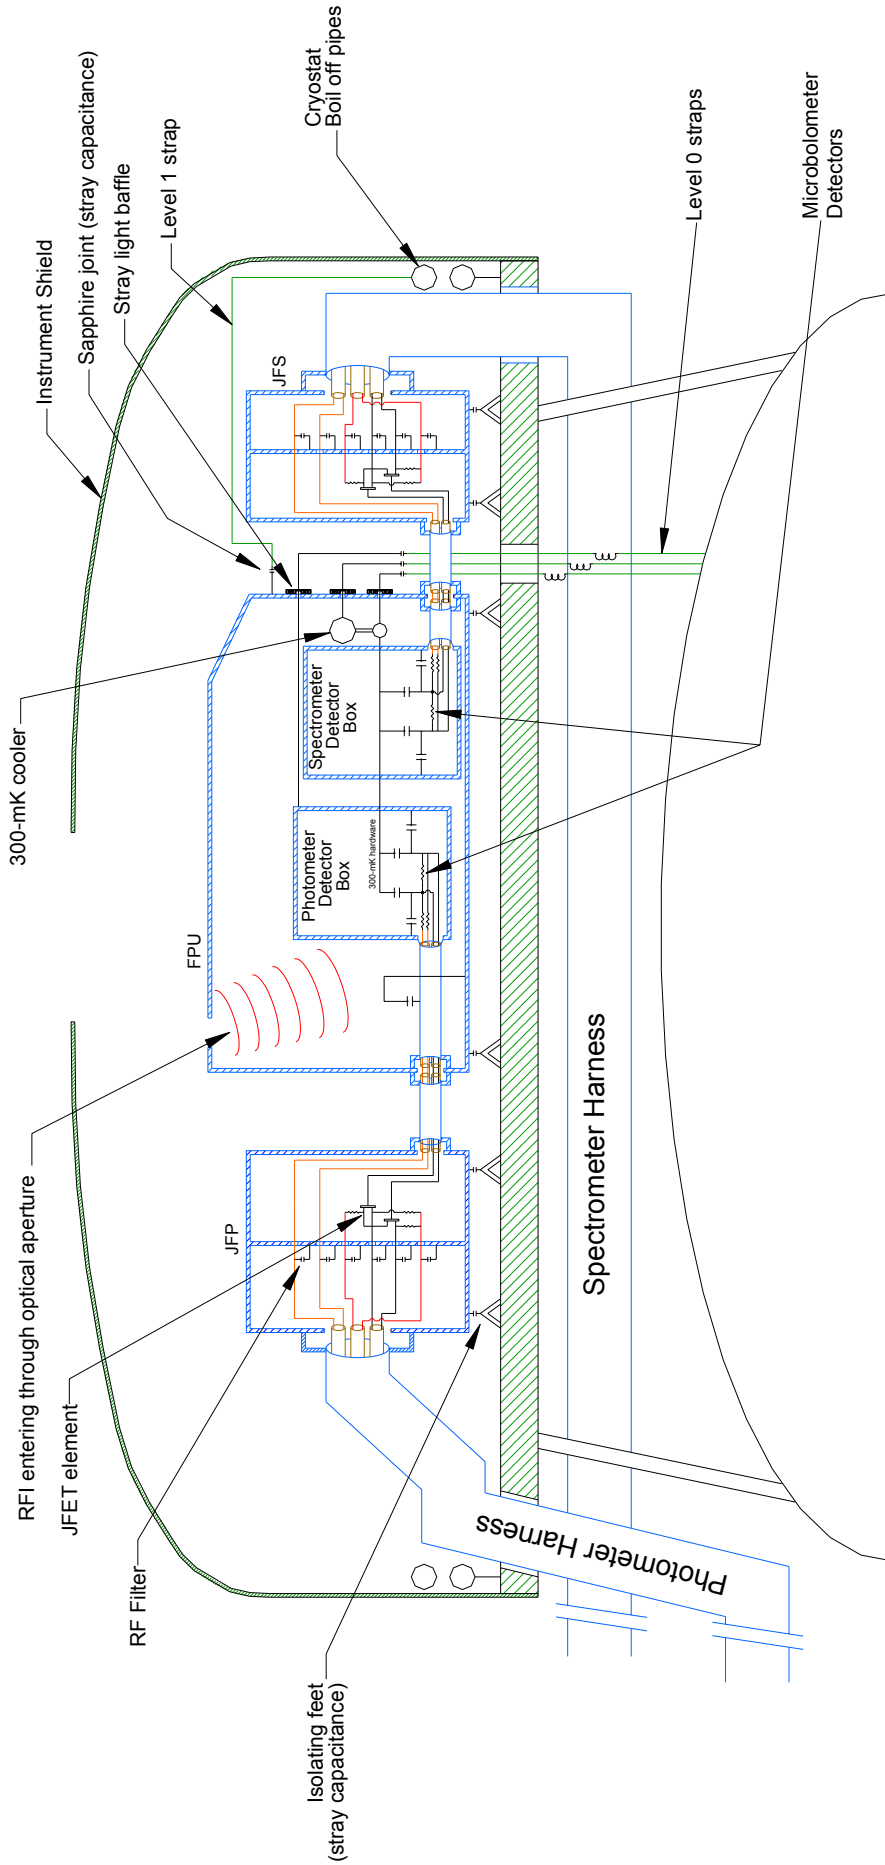 Instrument Shield
Sapphire joint (stray capacitance)
Stray light baffle
Level 1 strap
Cryostat
Boil off pipes
300-mK cooler
RFI entering through optical aperture
JFET element
RF Filter
Isolating feet
(stray capacitance)
JFP
FPU
JFS
Photometer
Detector
Box
300-mK hardware
Spectrometer
Detector
Box
Level 0 straps
Microbolometer
Detectors
Spectrometer Harness
Photometer Harness